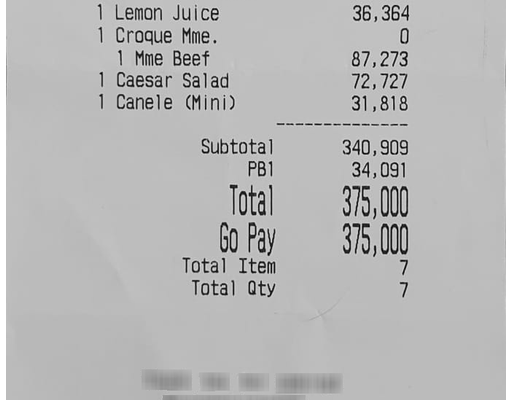 1 Lemon Juice 36,364
1 Croque Mme. 0
1 Mme Beef 87,273
1 Caesar Salad 72,727
1 Canele (Mini) 31,818
--------------
Subtotal 340,909
PB1 34,091
Total 375,000
Go Pay 375,000
Total Item 7
Total Qty 7